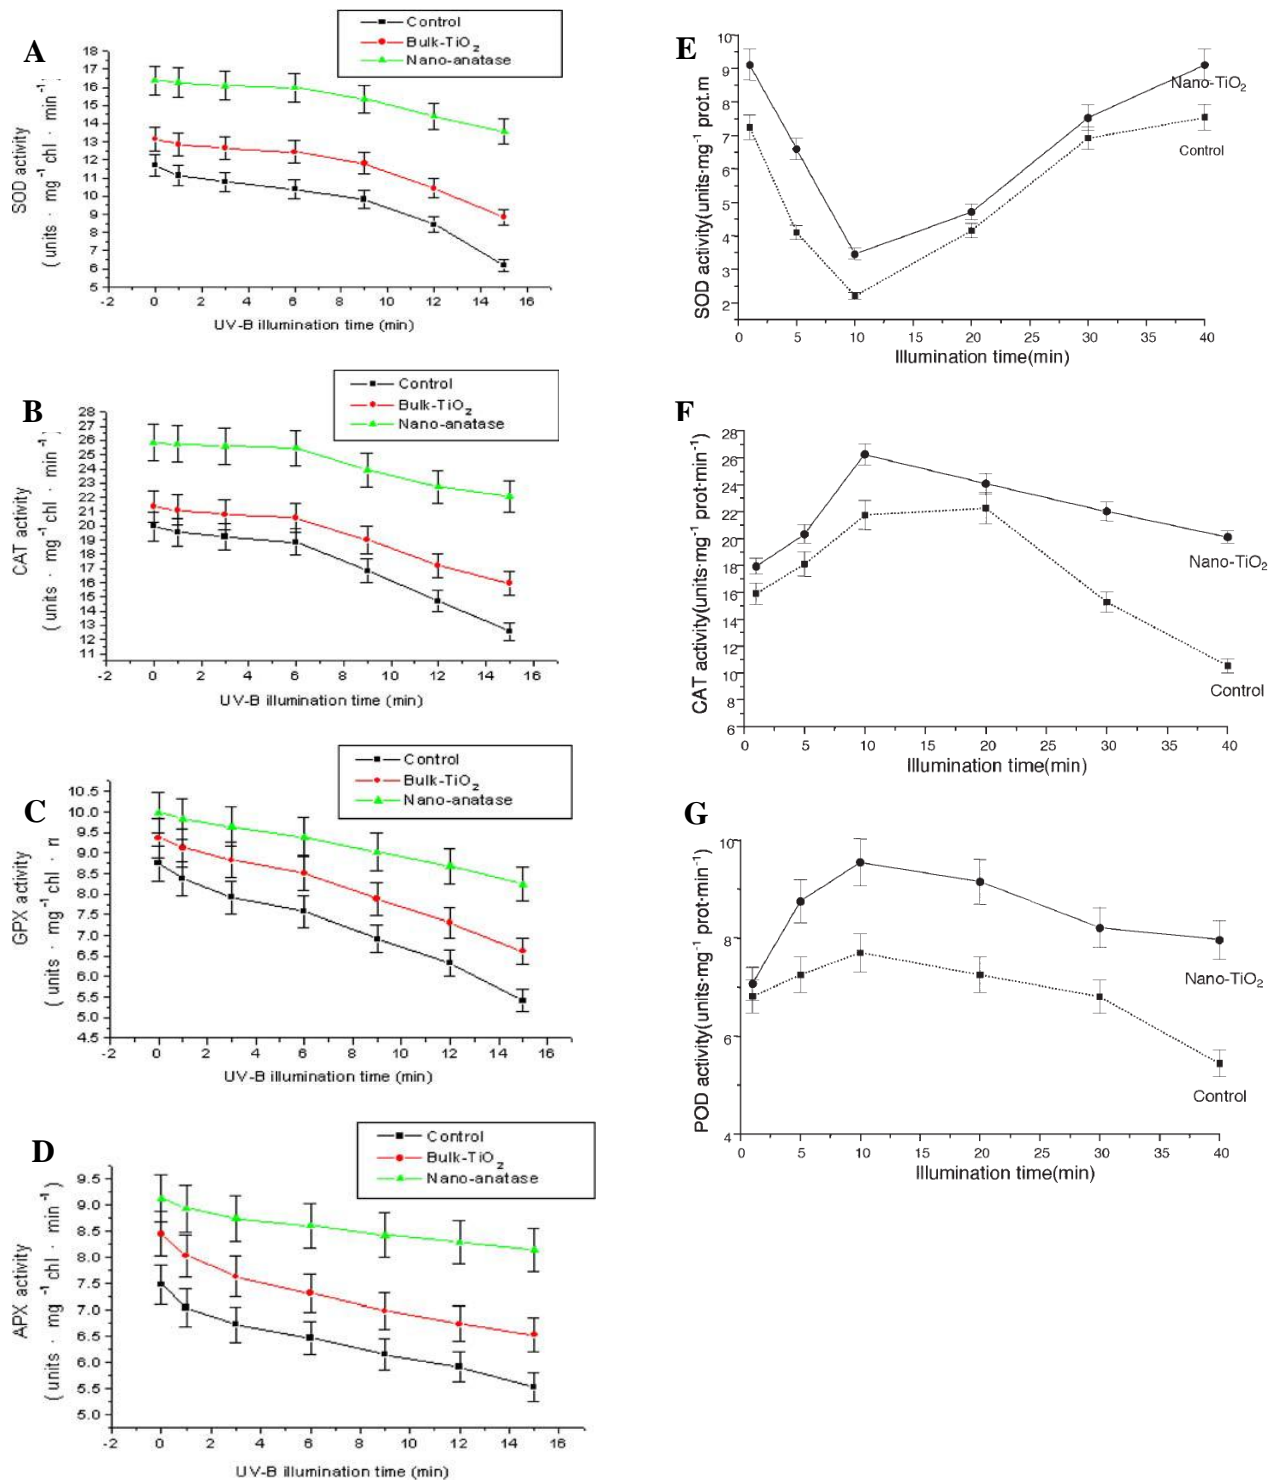 A
Control
Bulk-TiO2
Nano-anatase
SOD activity
( units · mg-1 chl · min-1)
18
17
16
15
14
13
12
11
10
9
8
7
6
5
-2 0 2 4 6 8 10 12 14 16
UV-B illumination time (min)
B
Control
Bulk-TiO2
Nano-anatase
CAT activity
( units · mg-1 chl · min-1)
28
27
26
25
24
23
22
21
20
19
18
17
16
15
14
13
12
11
-2 0 2 4 6 8 10 12 14 16
UV-B illumination time (min)
C
Control
Bulk-TiO2
Nano-anatase
GPX activity
( units · mg-1 chl · n
10.5
10.0
9.5
9.0
8.5
8.0
7.5
7.0
6.5
6.0
5.5
5.0
4.5
-2 0 2 4 6 8 10 12 14 16
UV-B illumination time (min)
D
Control
Bulk-TiO2
Nano-anatase
APX activity
( units · mg-1 chl · min-1)
9.5
9.0
8.5
8.0
7.5
7.0
6.5
6.0
5.5
5.0
-2 0 2 4 6 8 10 12 14 16
UV-B illumination time (min)
E
SOD activity(units·mg-1 prot.m
10
9
8
7
6
5
4
3
2
Nano-TiO2
Control
0 5 10 15 20 25 30 35 40
Illumination time(min)
F
CAT activity(units·mg-1 prot·min-1)
28
26
24
22
20
18
16
14
12
10
8
6
Nano-TiO2
Control
0 5 10 15 20 25 30 35 40
Illumination time(min)
G
POD activity(units·mg-1 prot·min-1)
10
8
6
4
Nano-TiO2
Control
0 5 10 15 20 25 30 35 40
Illumination time(min)